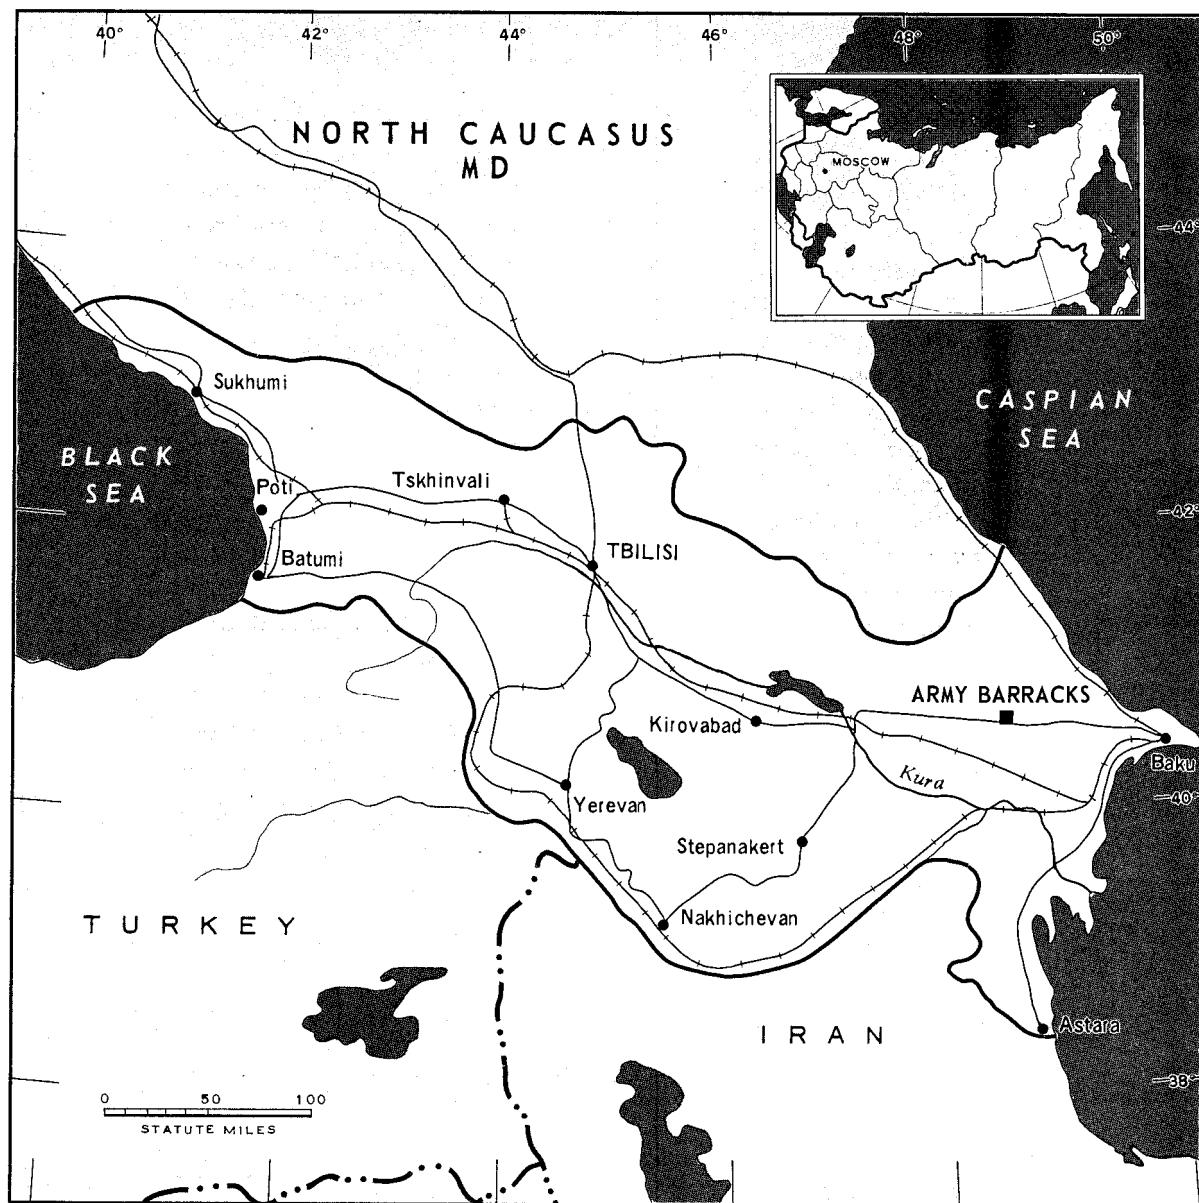 40°
42°
44°
46°
48°
50°
NORTH CAUCASUS
MD
MOSCOW
44°
Sukhumi
CASPIAN
SEA
BLACK
SEA
Poti
Tskhinvali
42°
Batumi
TBILISI
ARMY BARRACKS
Kirovabad
Baku
Kura
40°
Yerevan
Stepanakert
TURKEY
Nakhichevan
IRAN
Astara
38°
0 50 100
STATUTE MILES